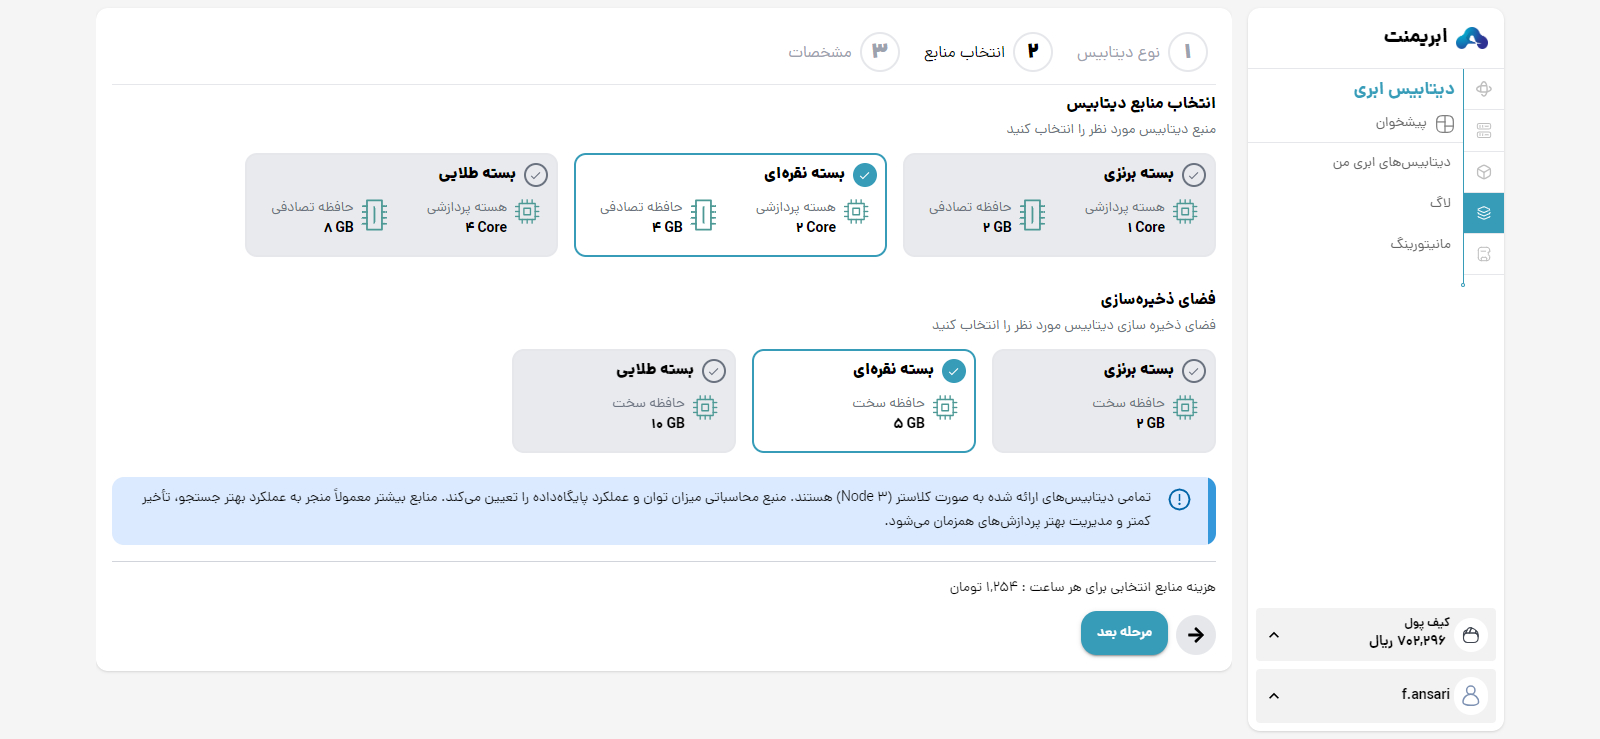 ابریمنت
دیتابیس ابری
پیشخوان
دیتابیس‌های ابری من
لاگ
مانیتورینگ
کیف پول
۷۰۲,۲۹۶ ریال
f.ansari
۱ نوع دیتابیس ۲ انتخاب منابع ۳ مشخصات
انتخاب منابع دیتابیس
منبع دیتابیس مورد نظر را انتخاب کنید
بسته برنزی
هسته پردازشی
۱ Core
حافظه تصادفی
۲ GB
بسته نقره‌ای
هسته پردازشی
۲ Core
حافظه تصادفی
۴ GB
بسته طلایی
هسته پردازشی
۴ Core
حافظه تصادفی
۸ GB
فضای ذخیره‌سازی
فضای ذخیره سازی دیتابیس مورد نظر را انتخاب کنید
بسته برنزی
حافظه سخت
۲ GB
بسته نقره‌ای
حافظه سخت
۵ GB
بسته طلایی
حافظه سخت
۱۰ GB
تمامی دیتابیس‌های ارائه شده به صورت کلاستر (۳ Node) هستند. منبع محاسباتی میزان توان و عملکرد پایگاه‌داده را تعیین می‌کند. منابع بیشتر معمولاً منجر به عملکرد بهتر جستجو، تأخیر
کمتر و مدیریت بهتر پردازش‌های همزمان می‌شود.
هزینه منابع انتخابی برای هر ساعت : ۱,۲۵۴ تومان
مرحله بعد